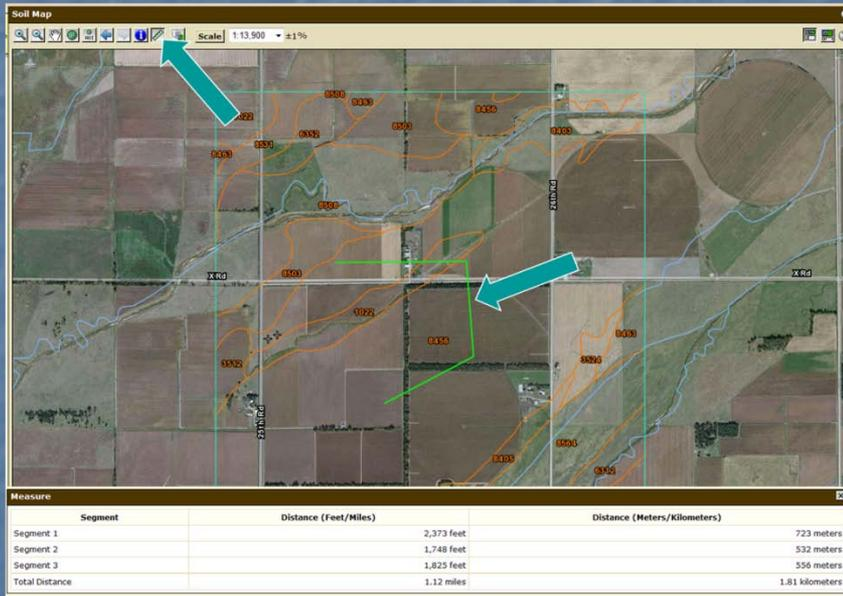 Soil Map
Scale 1:13,900 ±1%
8508
8463
8456
8503
6352
8531
8403
8463
8508
26th Rd
X Rd
8503
X Rd
1022
8456
8463
3524
3512
25th Rd
8564
8405
6312
Measure
Segment Distance (Feet/Miles) Distance (Meters/Kilometers)
Segment 1 2,373 feet 723 meters
Segment 2 1,748 feet 532 meters
Segment 3 1,825 feet 556 meters
Total Distance 1.12 miles 1.81 kilometers